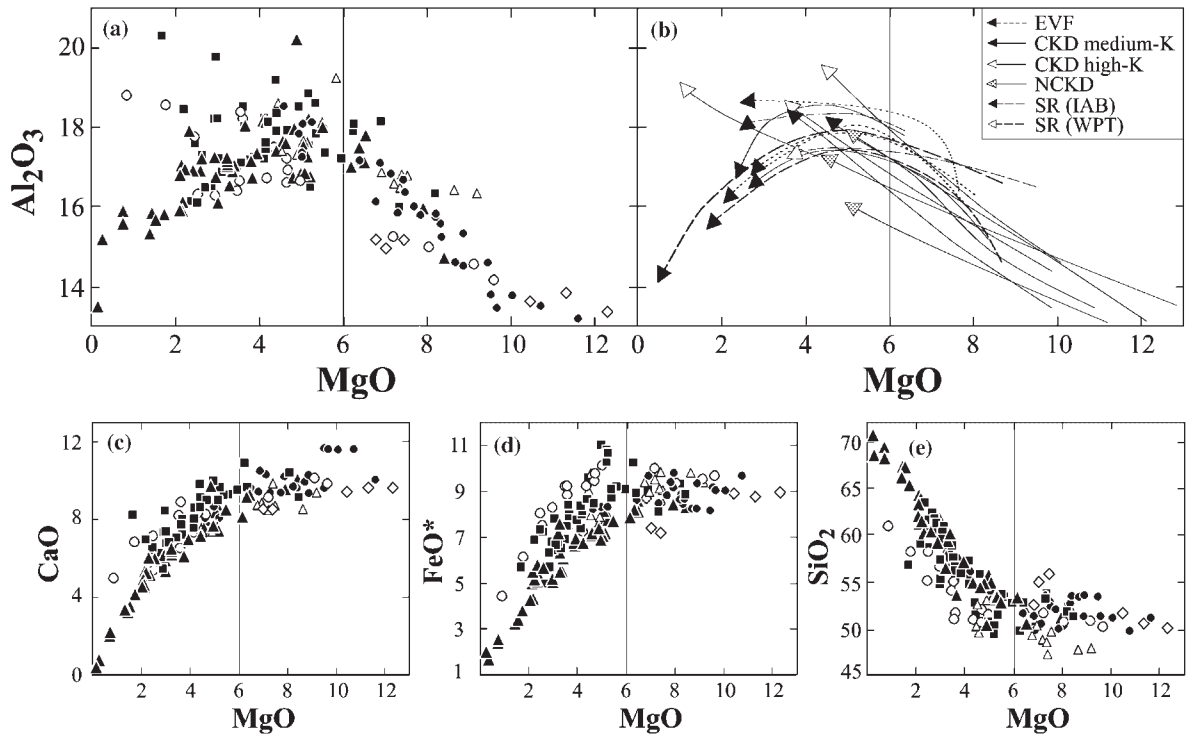 (a)
20
18
16
14
Al2O3
0 2 4 6 8 10 12
MgO
(b)
EVF
CKD medium-K
CKD high-K
NCKD
SR (IAB)
SR (WPT)
0 2 4 6 8 10 12
MgO
(c)
12
8
4
0
CaO
2 4 6 8 10 12
MgO
(d)
11
9
7
5
3
1
FeO*
2 4 6 8 10 12
MgO
(e)
70
65
60
55
50
45
SiO2
2 4 6 8 10 12
MgO